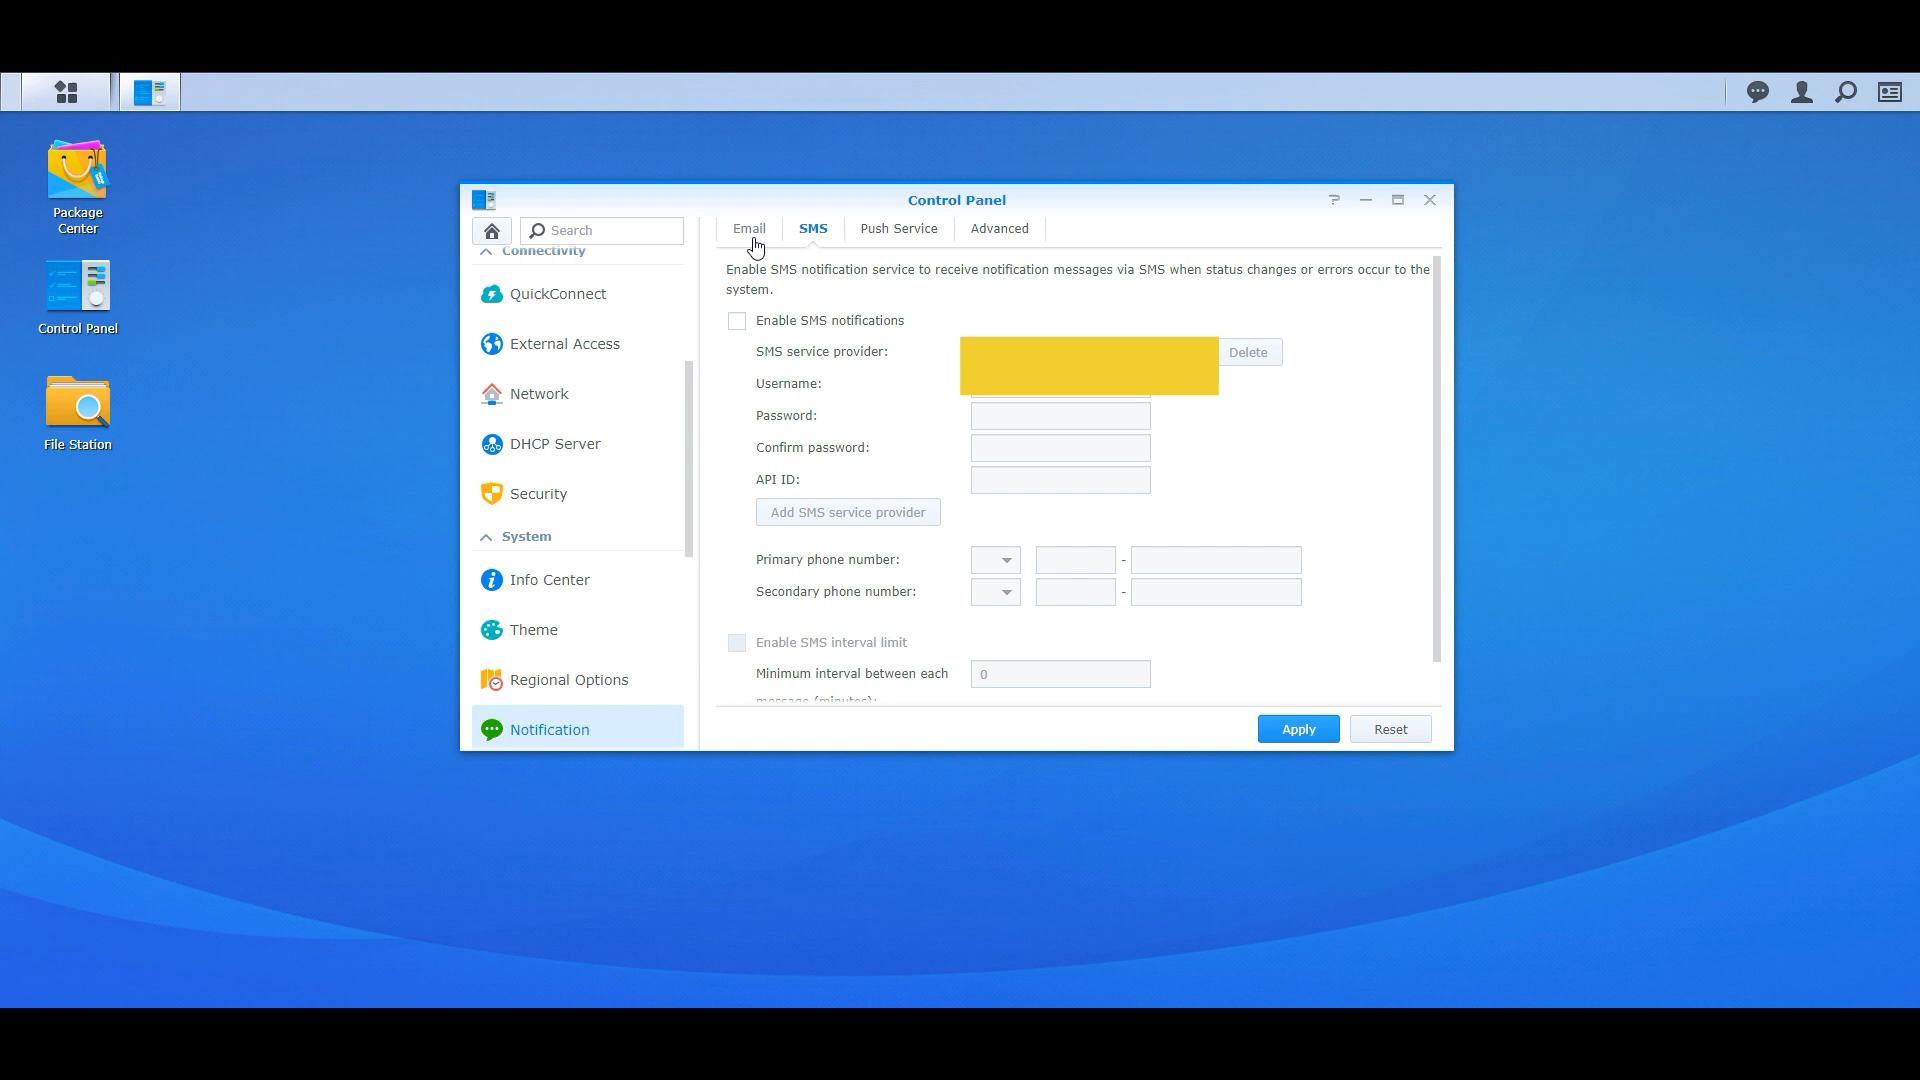 Package
Center
Control Panel
File Station
Control Panel
Search
Connectivity
QuickConnect
External Access
Network
DHCP Server
Security
System
Info Center
Theme
Regional Options
Notification
Email
SMS
Push Service
Advanced
Enable SMS notification service to receive notification messages via SMS when status changes or errors occur to the
system.
Enable SMS notifications
SMS service provider:
Delete
Username:
Password:
Confirm password:
API ID:
Add SMS service provider
Primary phone number:
-
Secondary phone number:
-
Enable SMS interval limit
Minimum interval between each
0
message (minutes):
Apply
Reset